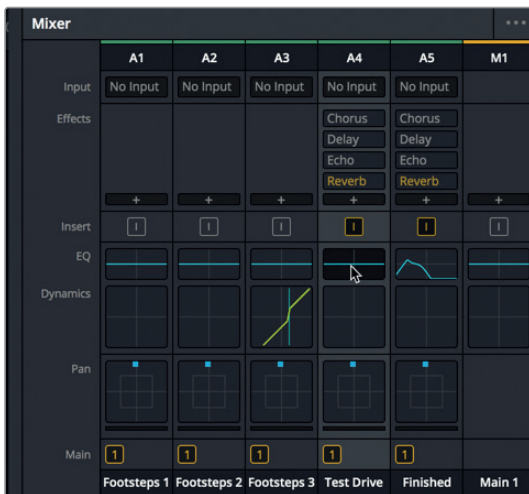 Mixer
A1 A2 A3 A4 A5 M1
Input No Input No Input No Input No Input No Input
Effects Chorus Chorus
Delay Delay
Echo Echo
Reverb Reverb
+ + + + + +
Insert I I I I I I
EQ
Dynamics
Pan
Main 1 1 1 1 1
Footsteps 1 Footsteps 2 Footsteps 3 Test Drive Finished Main 1